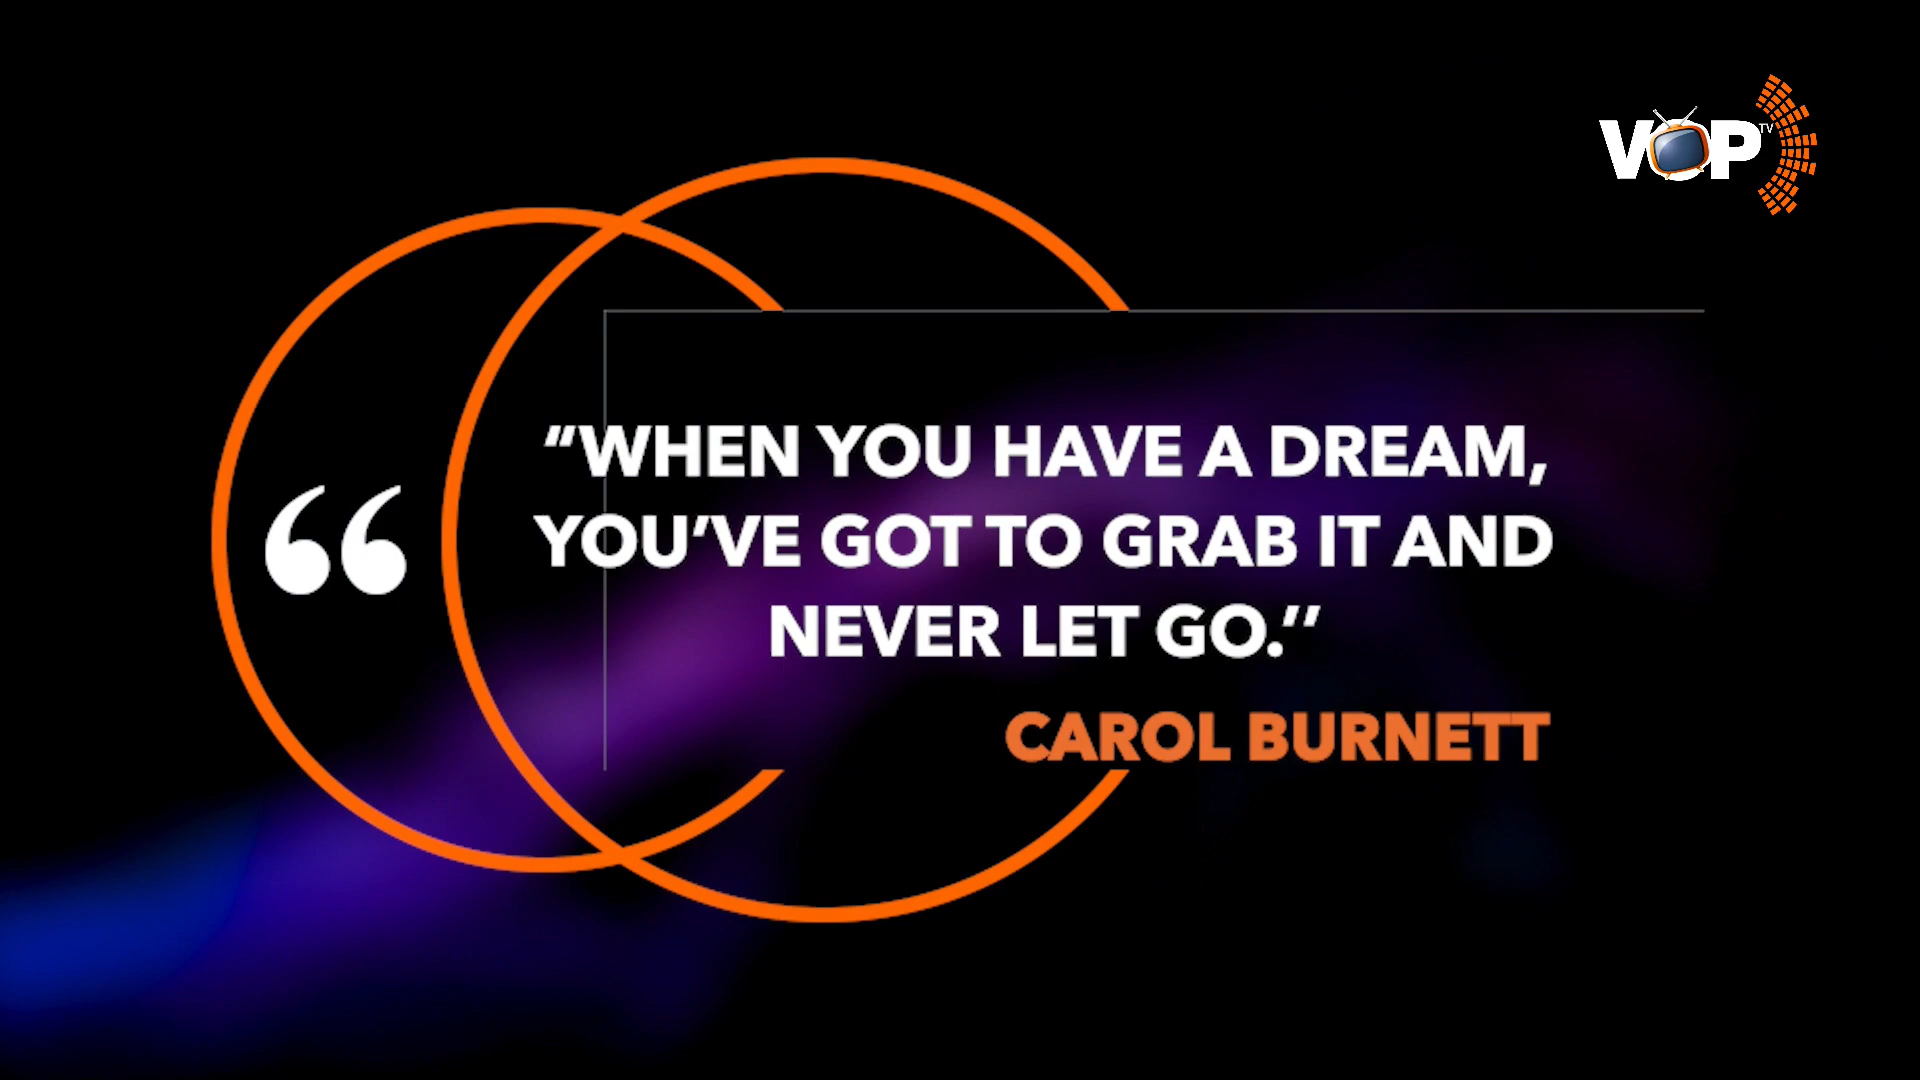 VOP TV
“WHEN YOU HAVE A DREAM,
YOU’VE GOT TO GRAB IT AND
NEVER LET GO.’’
CAROL BURNETT